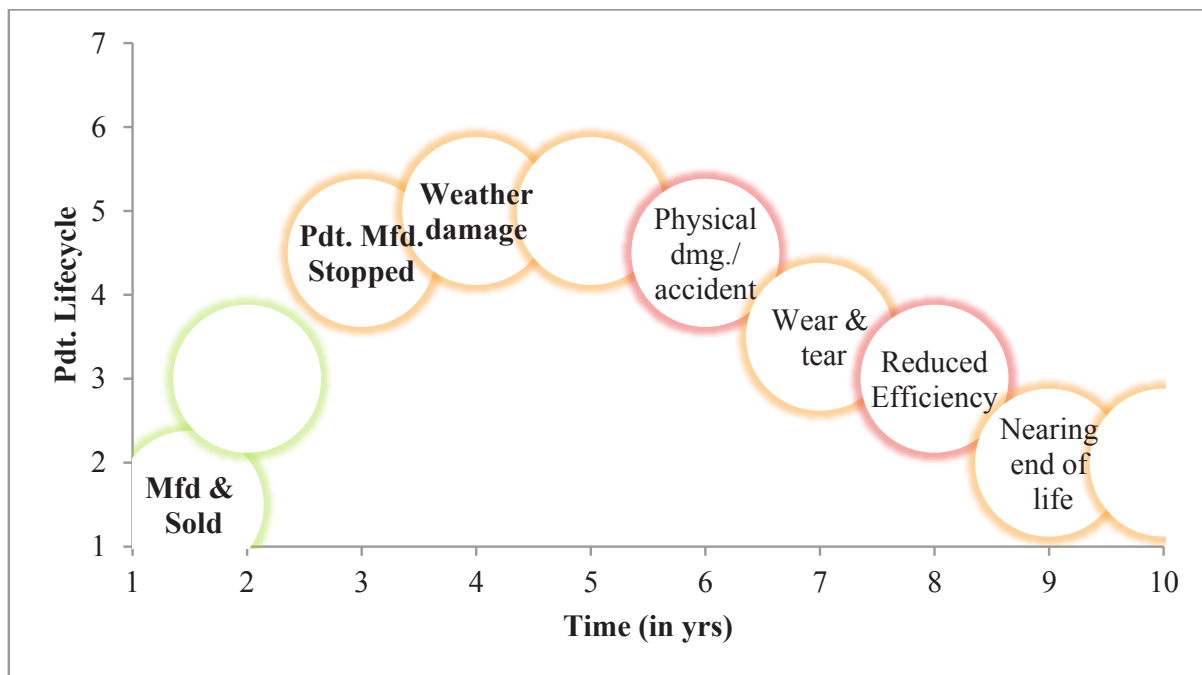 7
6
5
4
3
2
1
Pdt. Lifecycle
Mfd &
Sold
Pdt. Mfd.
Stopped
Weather
damage
Physical
dmg./
accident
Wear &
tear
Reduced
Efficiency
Nearing
end of
life
1 2 3 4 5 6 7 8 9 10
Time (in yrs)